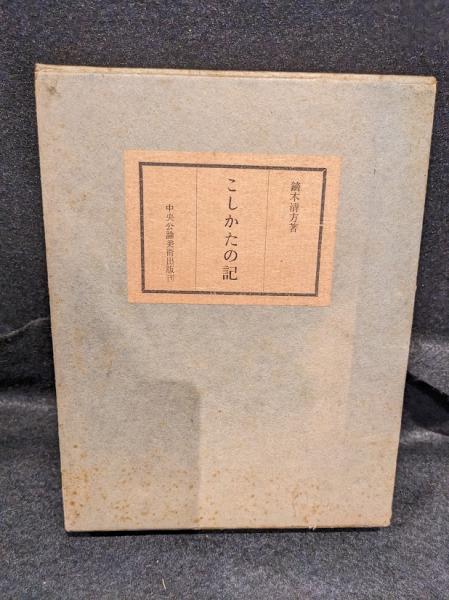 鏑木清方著
こしかたの記
中央公論美術出版刊